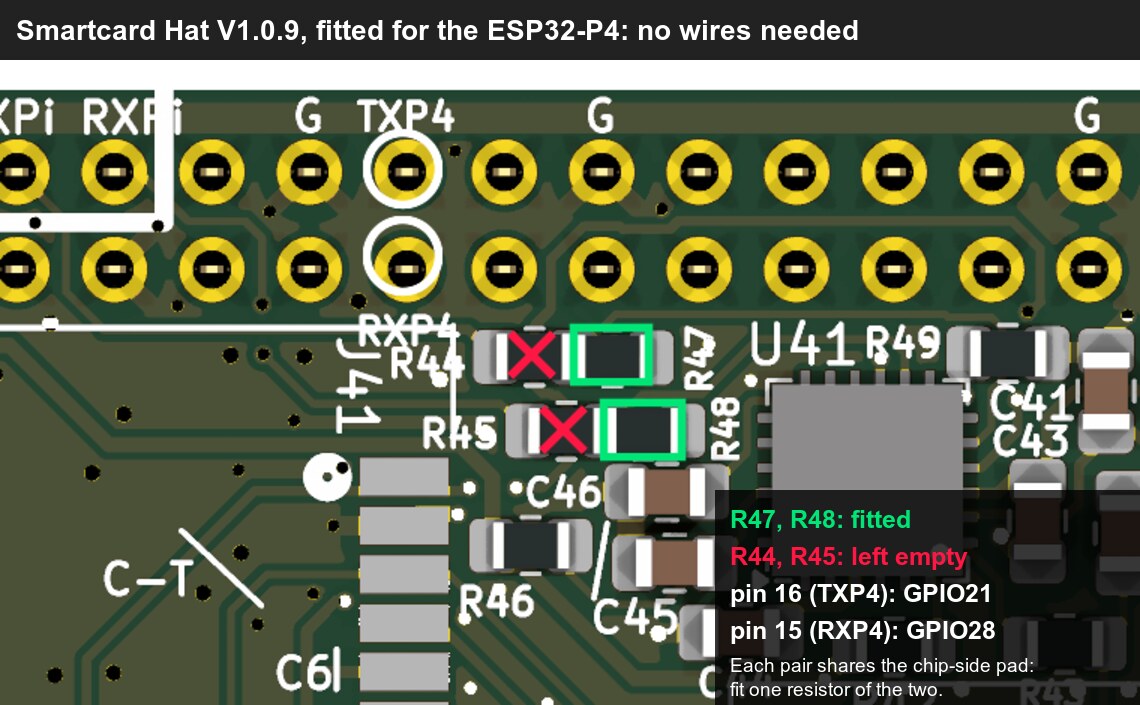 Smartcard Hat V1.0.9, fitted for the ESP32-P4: no wires needed
RXPi
G
TXP4
G
G
RXP4
R44
R47
U41
R49
J41
R45
R48
C41
C43
C46
R47, R48: fitted
R44, R45: left empty
C-T
pin 16 (TXP4): GPIO21
R46
C45
pin 15 (RXP4): GPIO28
Each pair shares the chip-side pad:
fit one resistor of the two.